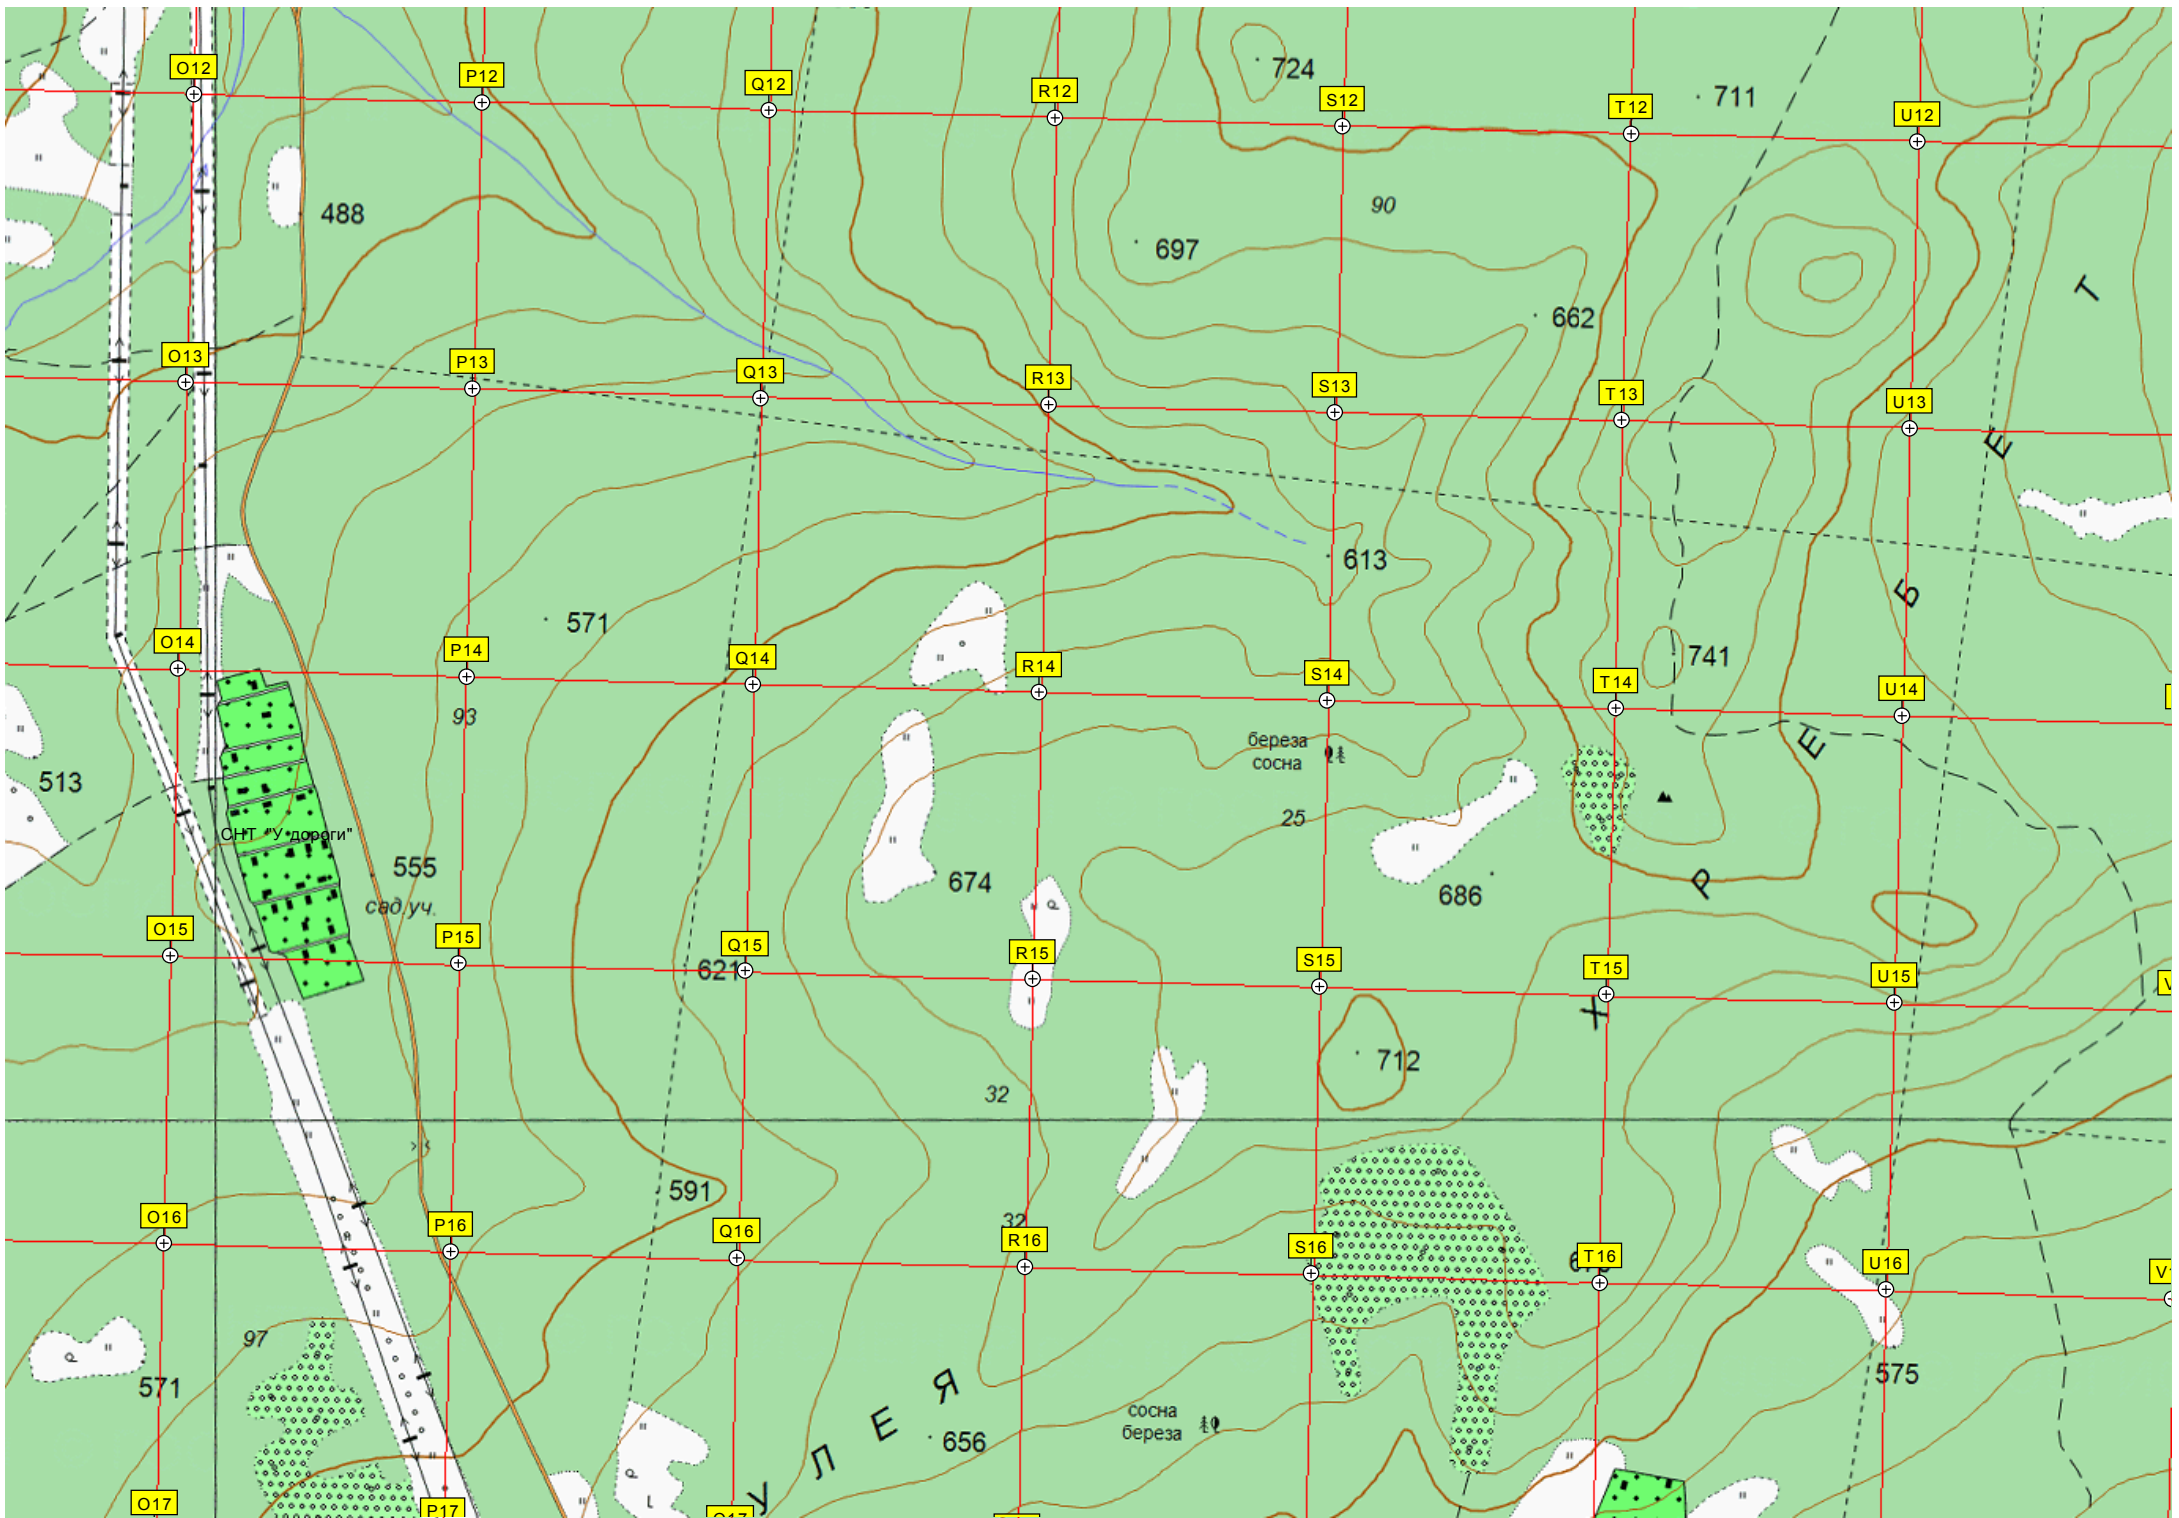 O12
P12
Q12
R12
S12
T12
U12
724
711
488
90
697
662
Т
O13
P13
Q13
R13
S13
T13
U13
Е
613
571
Б
O14
P14
Q14
R14
S14
T14
U14
741
93
береза
сосна
Е
513
25
СНТ "У дороги"
555
674
686
Р
сад.уч.
O15
P15
Q15
R15
S15
T15
U15
621
Х
712
32
591
32
O16
P16
Q16
R16
S16
T16
U16
97
571
575
Я
сосна
береза
Е
656
Л
У
O17
P17